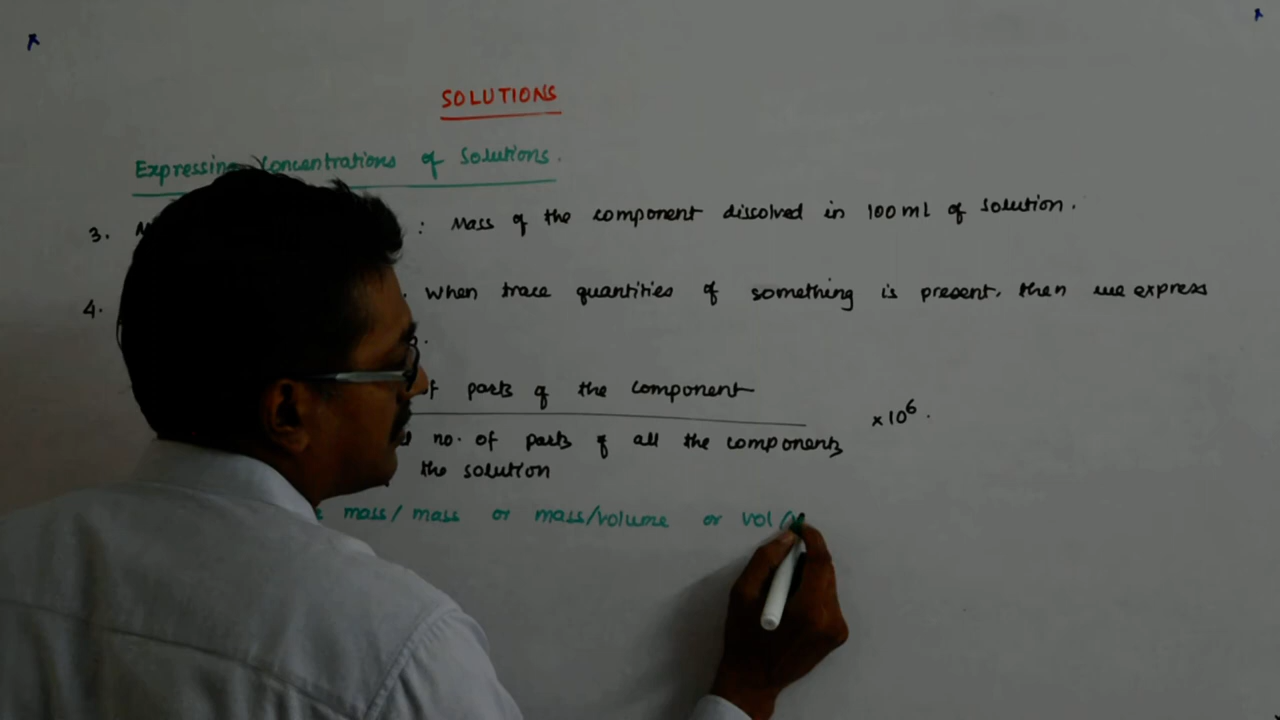 SOLUTIONS
Expressing Concentrations of Solutions.
3. : Mass of the component dissolved in 100 ml of solution.
4. When trace quantities of something is present, then we express
parts of the component
×10⁶.
no. of parts of all the components
the solution
mass/ mass or mass/volume or vol /